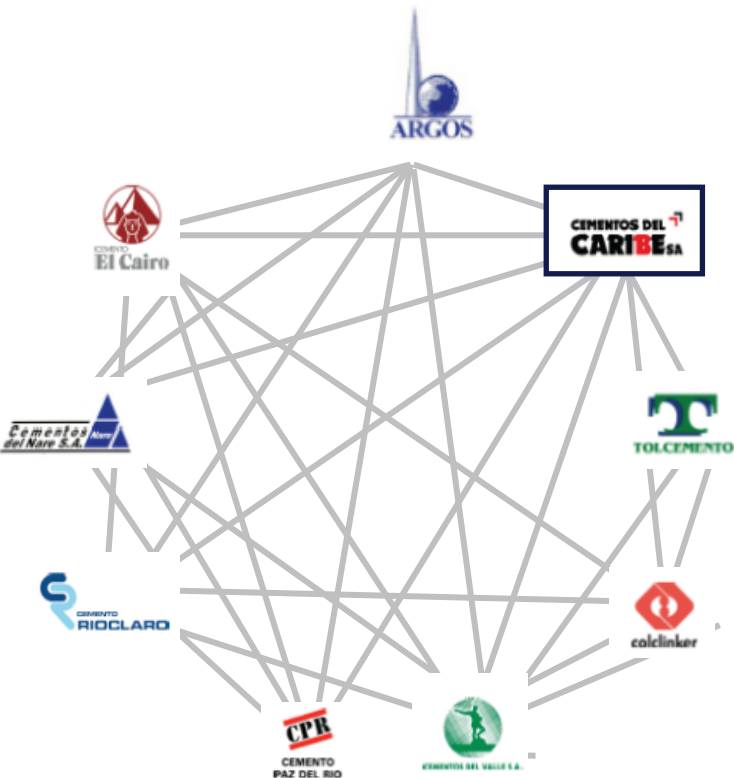 ARGOS
CEMENTOS DEL
CARIBE SA
CEMENTO
El Cairo
Cementos
del Nare S.A.
Nare
TOLCEMENTO
CEMENTO
RIOCLARO
colclinker
CPR
CEMENTO
PAZ DEL RIO
CEMENTOS DEL VALLE S.A.